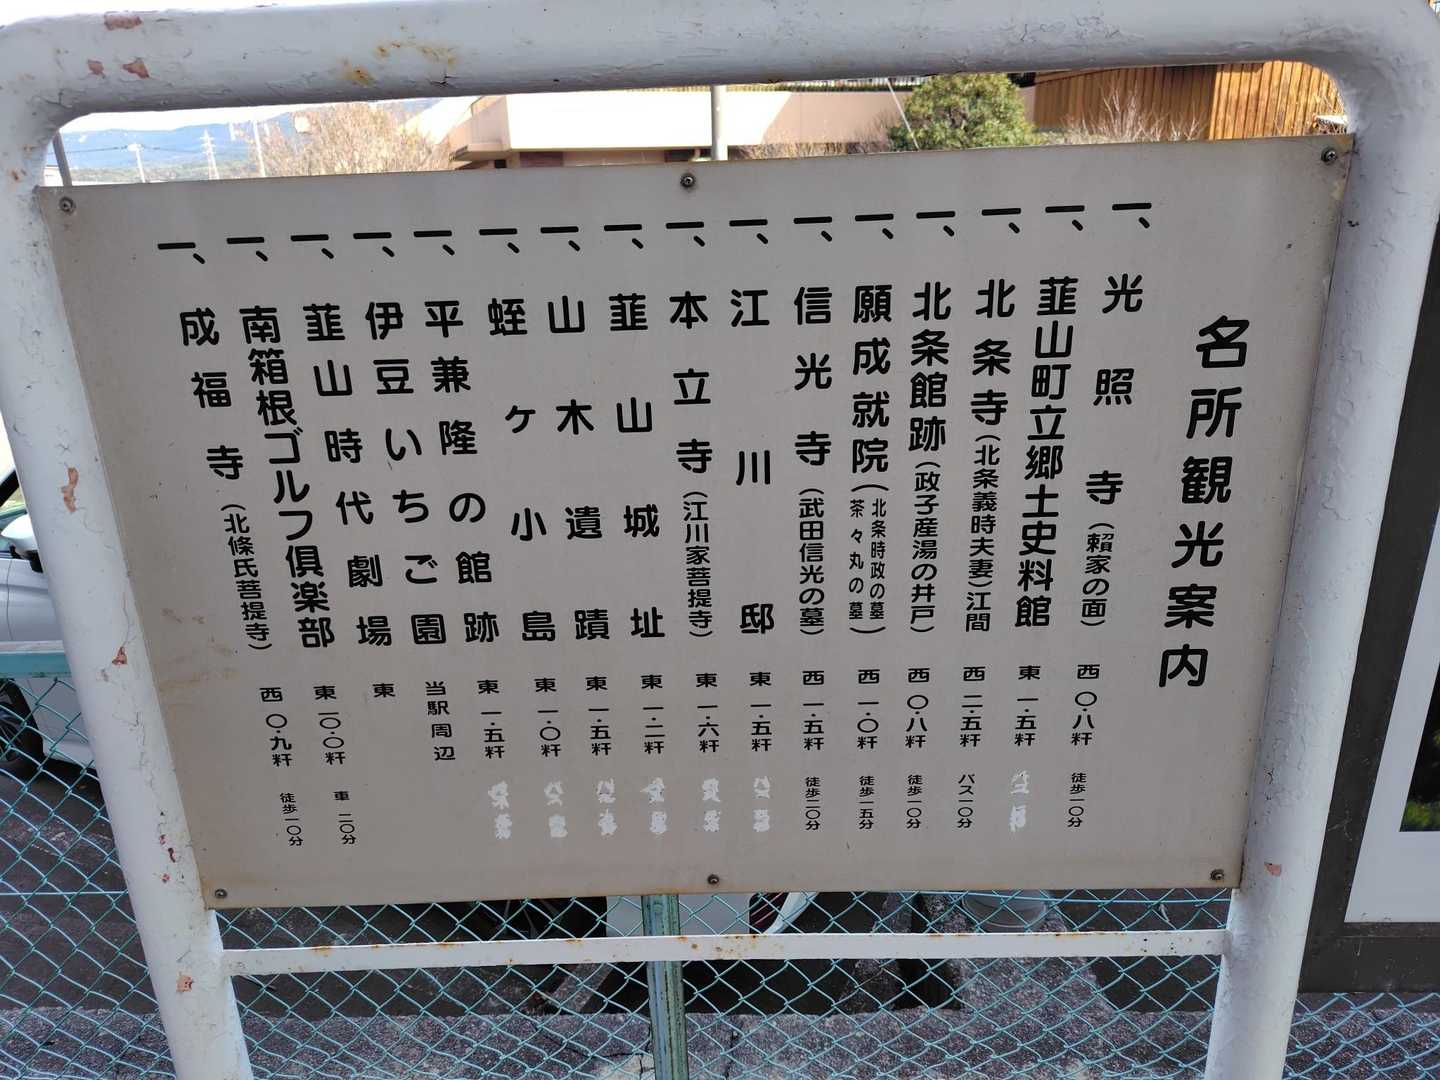 名所観光案内
一、光照寺(頼家の面) 西 〇・八粁 徒歩一〇分
一、韮山町立郷土史料館 東 一・五粁
一、北条寺(北条義時夫妻)江間 西 二・五粁 バス一〇分
一、北条館跡(政子産湯の井戸) 西 〇・八粁 徒歩一〇分
一、願成就院(北条時政の墓 茶々丸の墓) 西 一・〇粁 徒歩一五分
一、信光寺(武田信光の墓) 西 一・五粁 徒歩二〇分
一、江川邸 東 一・五粁
一、本立寺(江川家菩提寺) 東 一・六粁
一、韮山城址 東 一・二粁
一、山木遺蹟 東 一・五粁
一、蛭ヶ小島 東 一・〇粁
一、平兼隆の館跡 東 一・五粁
一、伊豆いちご園 当駅周辺
一、韮山時代劇場 東
一、南箱根ゴルフ倶楽部 東 一〇・〇粁 車 二〇分
一、成福寺(北條氏菩提寺) 西 〇・九粁 徒歩一〇分